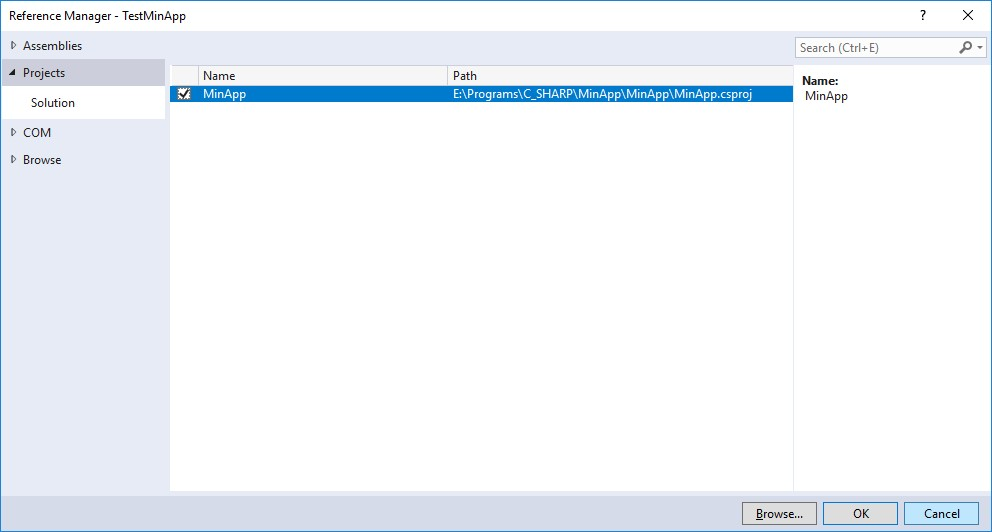 Reference Manager - TestMinApp
?
Assemblies
Projects
Solution
COM
Browse
Name
Path
MinApp
E:\Programs\C_SHARP\MinApp\MinApp\MinApp.csproj
Search (Ctrl+E)
Name:
MinApp
Browse...
OK
Cancel